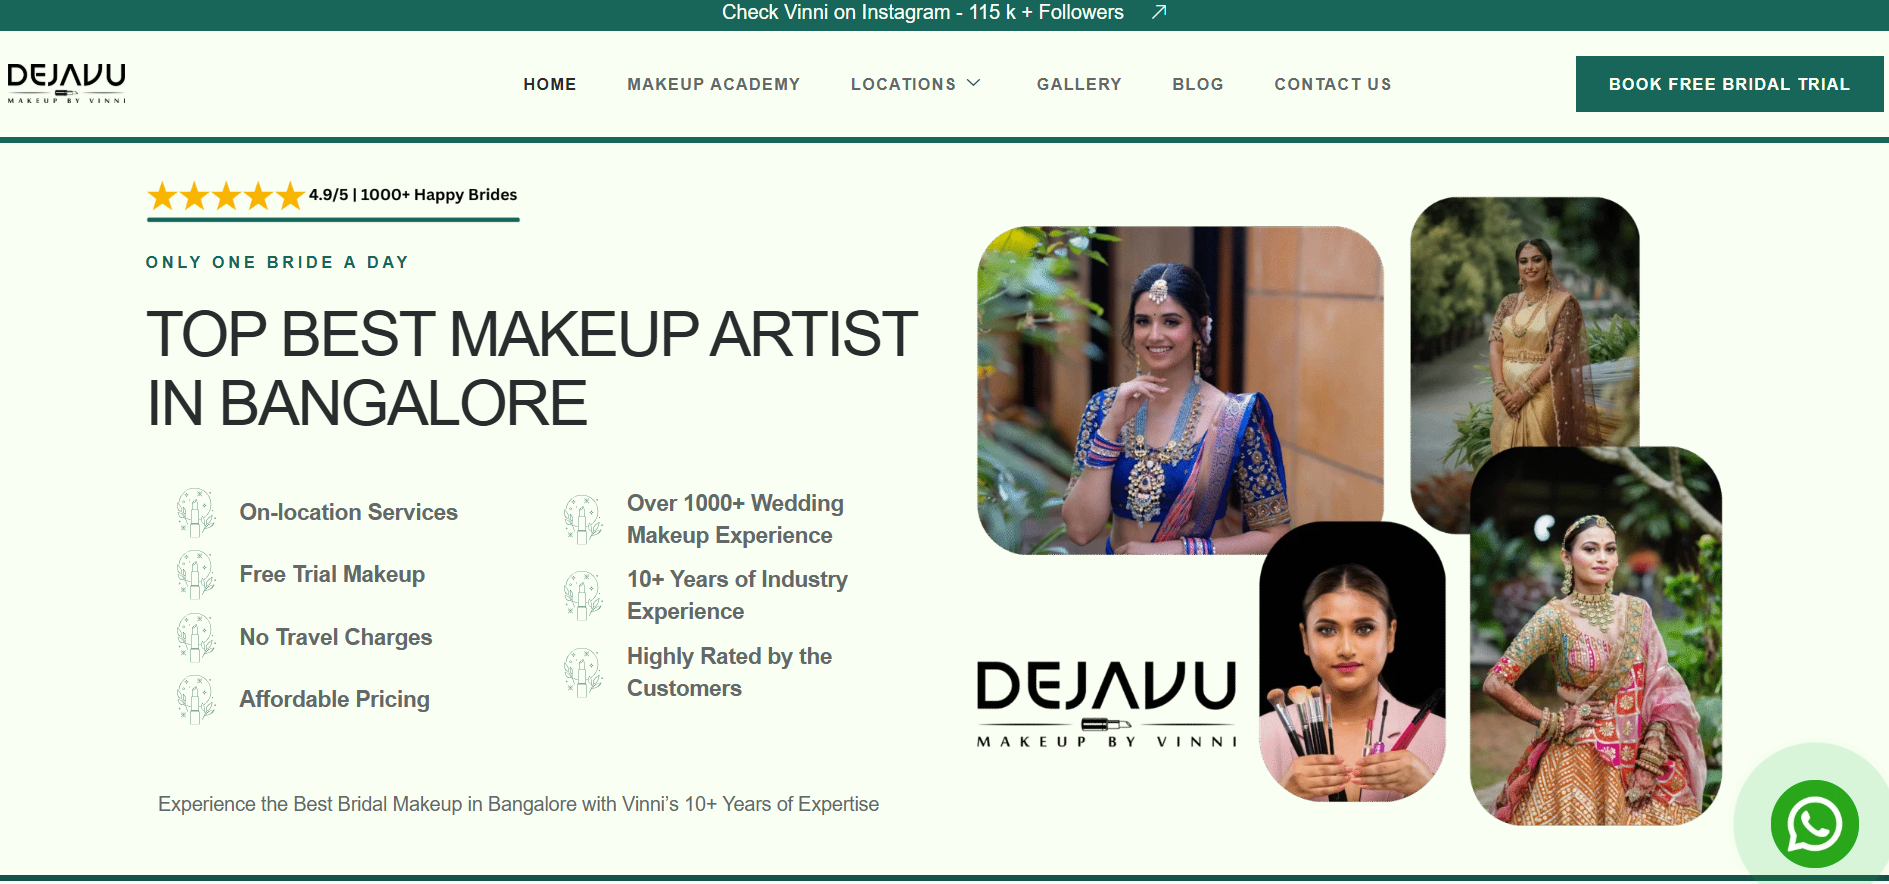 Check Vinni on Instagram - 115 k + Followers
DEJAVU
MAKEUP BY VINNI
HOME
MAKEUP ACADEMY
LOCATIONS
GALLERY
BLOG
CONTACT US
BOOK FREE BRIDAL TRIAL
4.9/5 | 1000+ Happy Brides
ONLY ONE BRIDE A DAY
TOP BEST MAKEUP ARTIST
IN BANGALORE
On-location Services
Free Trial Makeup
No Travel Charges
Affordable Pricing
Over 1000+ Wedding
Makeup Experience
10+ Years of Industry
Experience
Highly Rated by the
Customers
Experience the Best Bridal Makeup in Bangalore with Vinni’s 10+ Years of Expertise
DEJAVU
MAKEUP BY VINNI